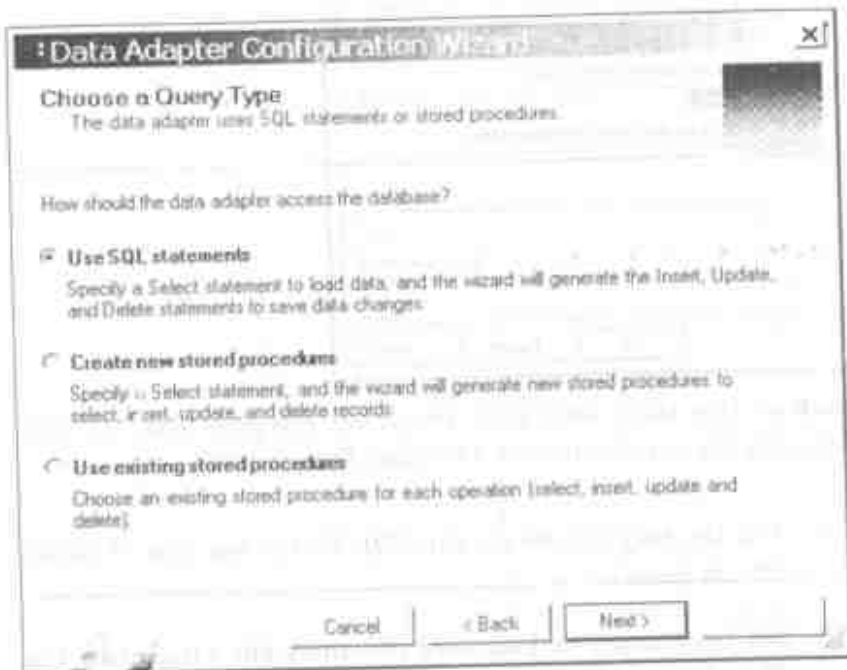 Data Adapter Configuration Wizard
Choose a Query Type
The data adapter uses SQL statements or stored procedures.
How should the data adapter access the database?
Use SQL statements
Specify a Select statement to load data, and the wizard will generate the Insert, Update,
and Delete statements to save data changes.
Create new stored procedures
Specify a Select statement, and the wizard will generate new stored procedures to
select, insert, update, and delete records.
Use existing stored procedures
Choose an existing stored procedure for each operation (select, insert, update and
delete).
Cancel
< Back
Next >